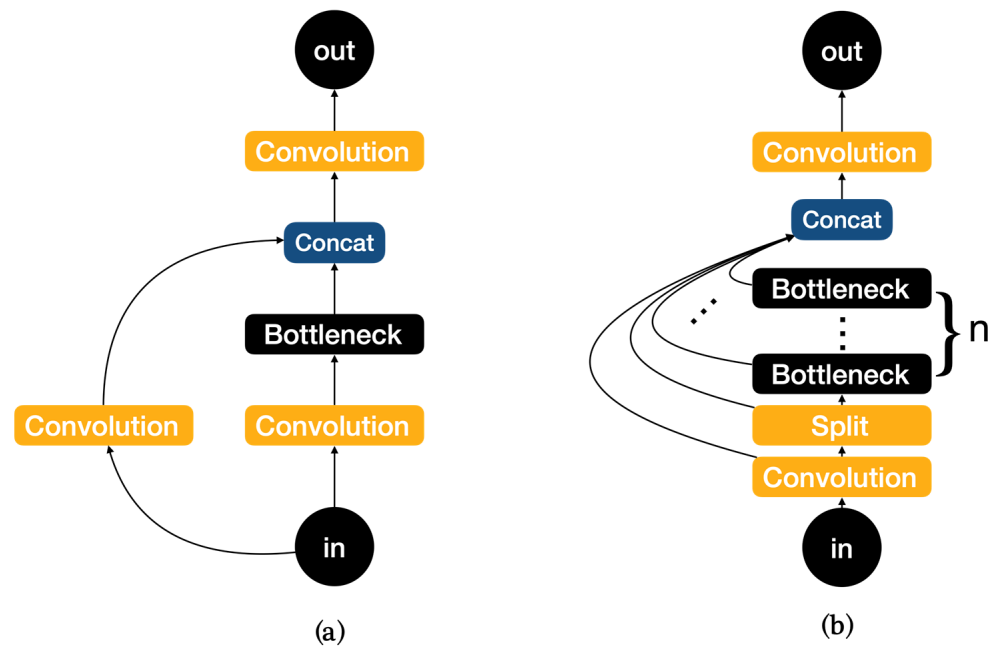 out
Convolution
Concat
Bottleneck
Convolution
Convolution
in
(a)
out
Convolution
Concat
Bottleneck
⋮
Bottleneck
} n
Split
Convolution
in
(b)